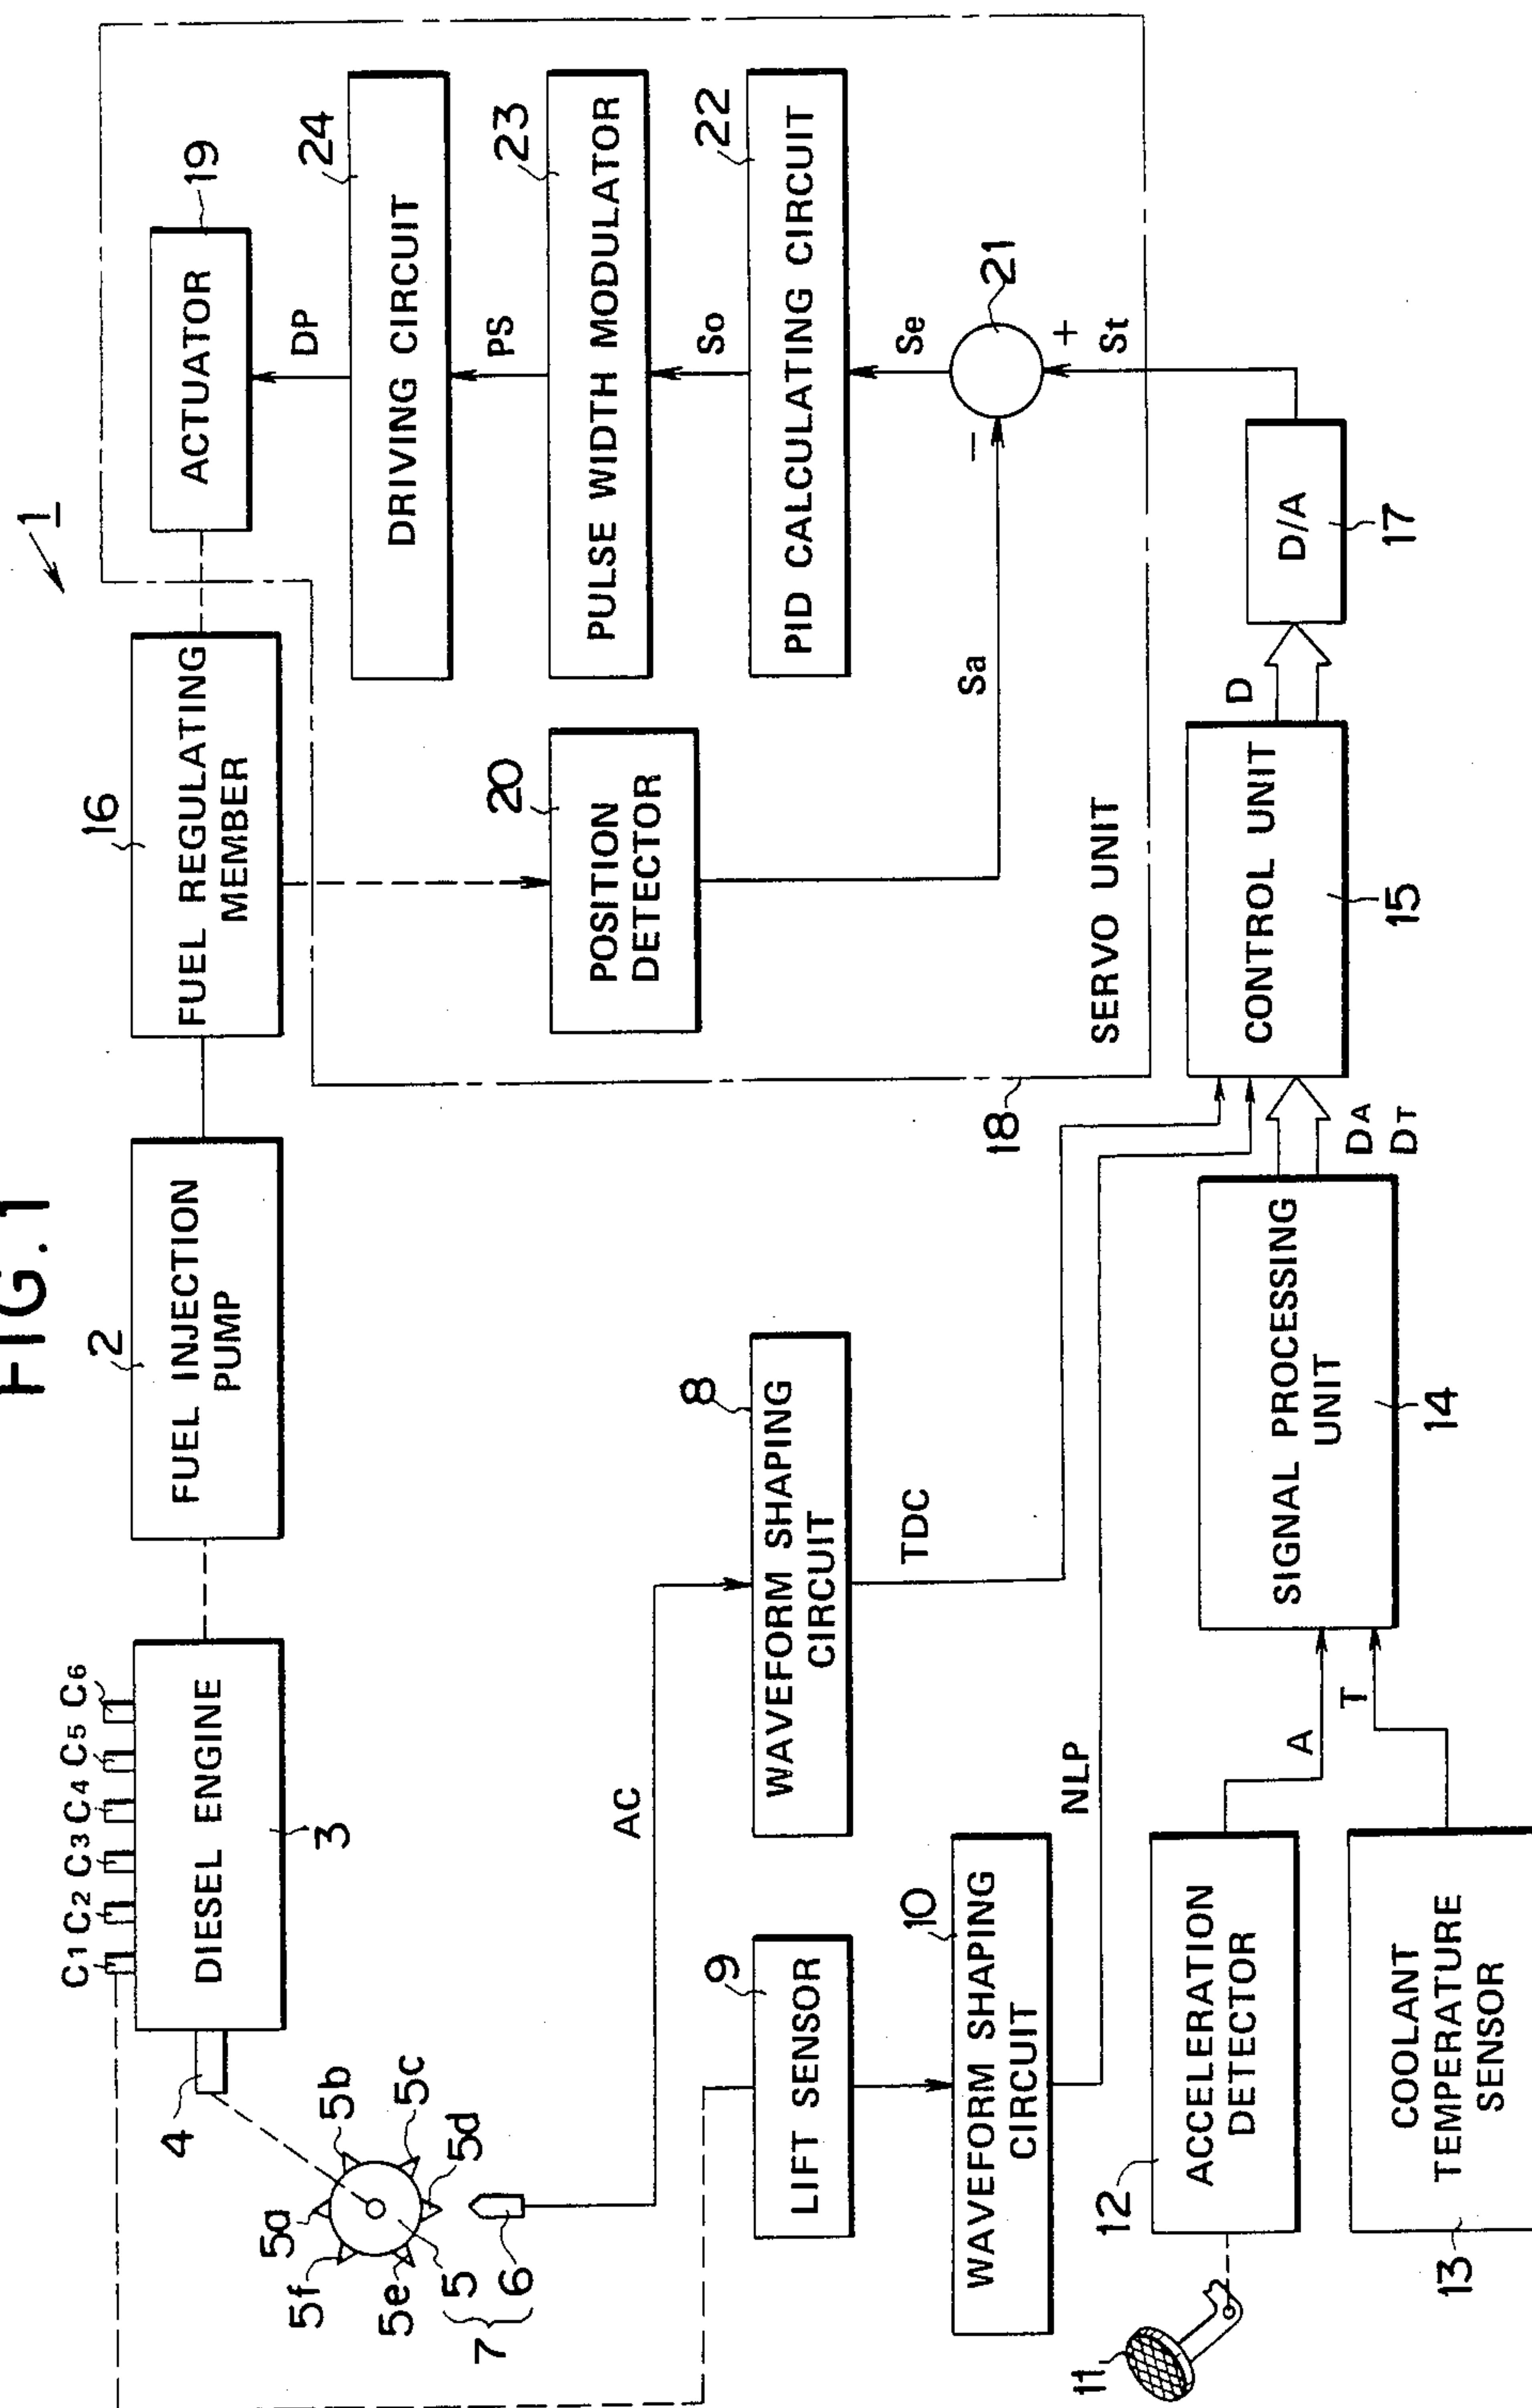 FIG. 1
1
C1 C2 C3 C4 C5 C6
DIESEL ENGINE
3
4
2
FUEL INJECTION
PUMP
16
FUEL REGULATING
MEMBER
ACTUATOR
19
DP
24
DRIVING CIRCUIT
PS
23
PULSE WIDTH MODULATOR
So
22
PID CALCULATING CIRCUIT
Se
21
+
−
St
Sa
20
POSITION
DETECTOR
SERVO UNIT
18
5a
5b
5c
5d
5e
5f
5
6
7
AC
8
WAVEFORM SHAPING
CIRCUIT
TDC
9
LIFT SENSOR
10
WAVEFORM SHAPING
CIRCUIT
NLP
11
12
ACCELERATION
DETECTOR
A
13
COOLANT
TEMPERATURE
SENSOR
T
SIGNAL PROCESSING
UNIT
14
DA
DT
CONTROL UNIT
15
D
D/A
17